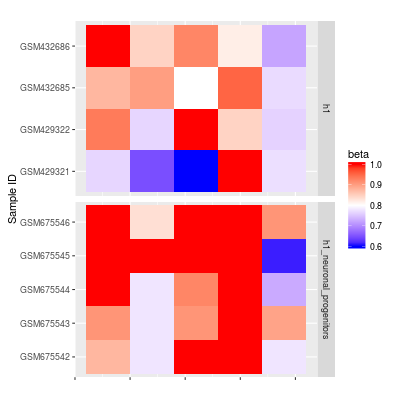 GSM432686
GSM432685
GSM429322
GSM429321
h1
GSM675546
GSM675545
GSM675544
GSM675543
GSM675542
h1_neuronal_progenitors
Sample ID
beta
1.0
0.9
0.8
0.7
0.6